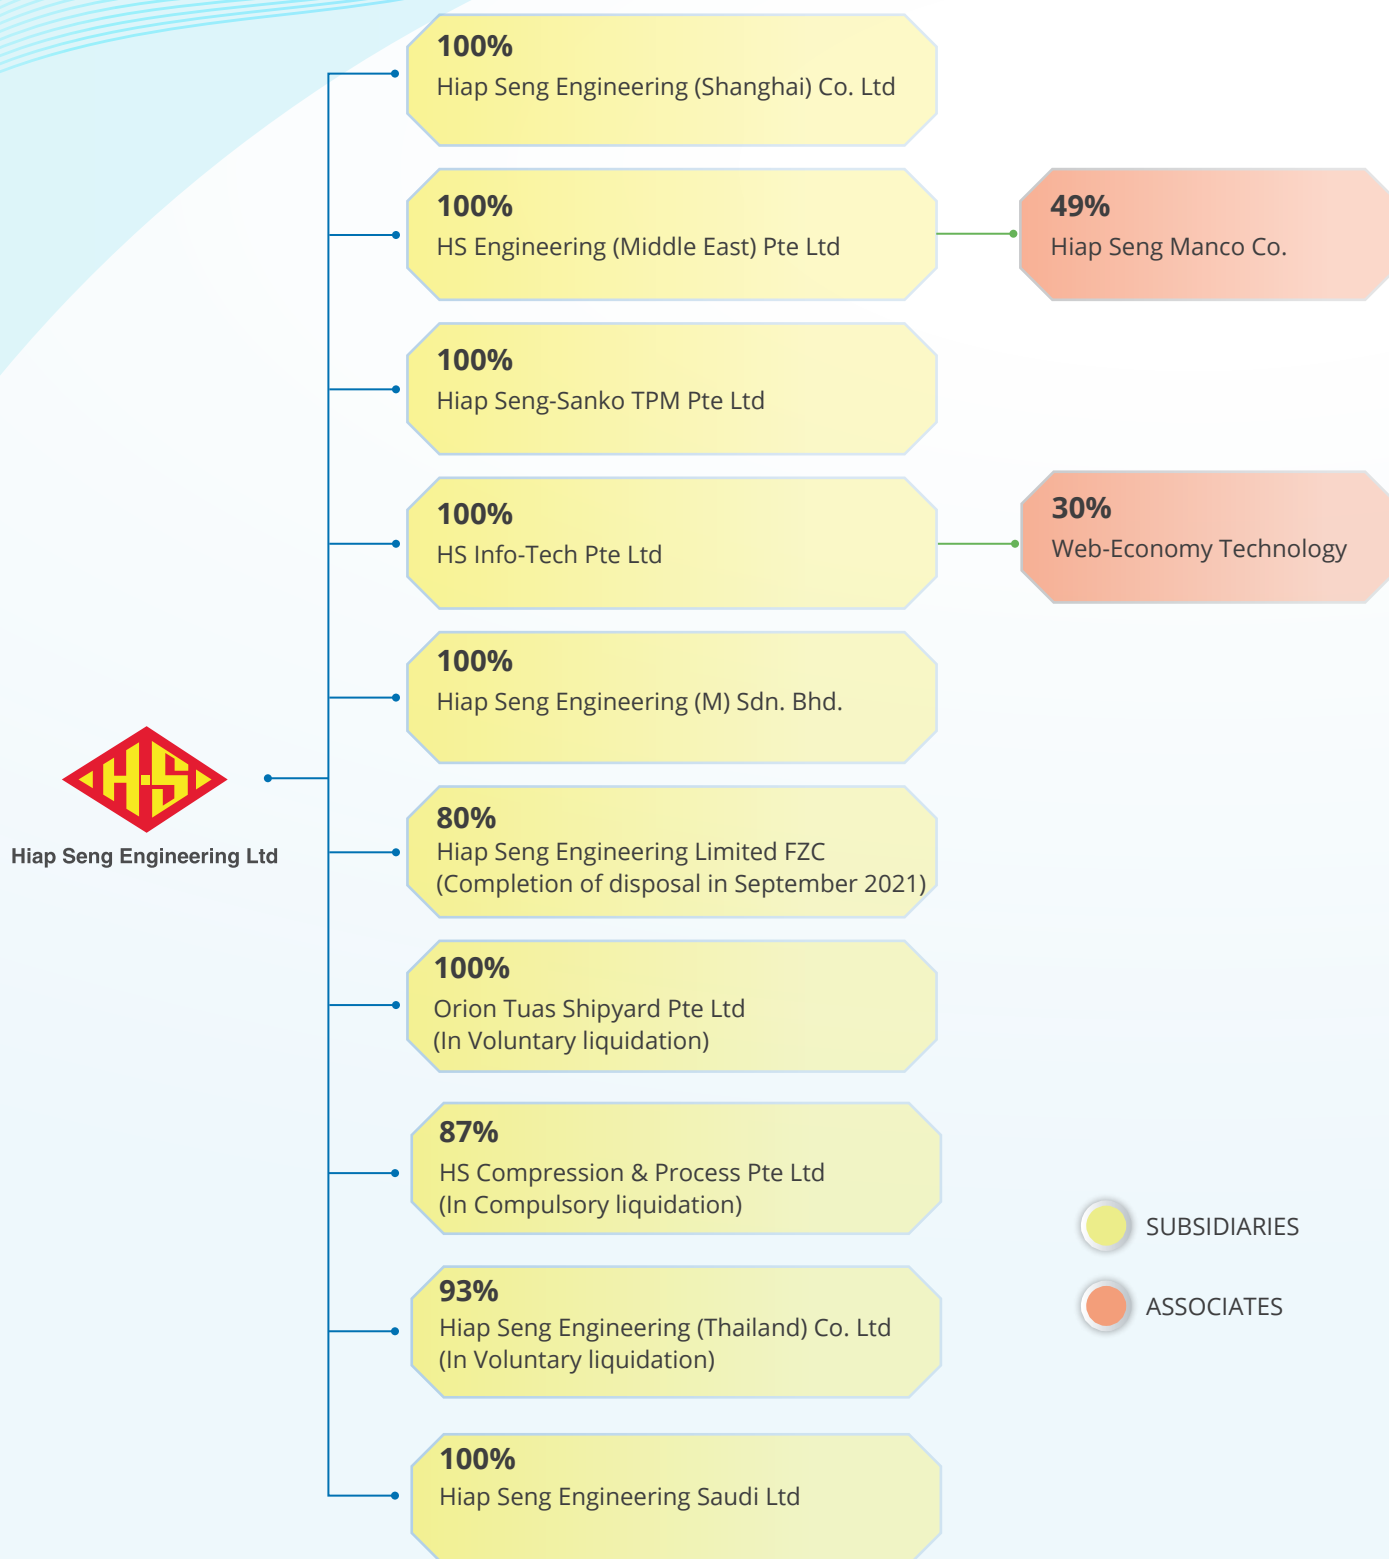 100%
Hiap Seng Engineering (Shanghai) Co. Ltd
100%
HS Engineering (Middle East) Pte Ltd
49%
Hiap Seng Manco Co.
100%
Hiap Seng-Sanko TPM Pte Ltd
100%
HS Info-Tech Pte Ltd
30%
Web-Economy Technology
100%
Hiap Seng Engineering (M) Sdn. Bhd.
H-S
Hiap Seng Engineering Ltd
80%
Hiap Seng Engineering Limited FZC
(Completion of disposal in September 2021)
100%
Orion Tuas Shipyard Pte Ltd
(In Voluntary liquidation)
87%
HS Compression & Process Pte Ltd
(In Compulsory liquidation)
93%
Hiap Seng Engineering (Thailand) Co. Ltd
(In Voluntary liquidation)
100%
Hiap Seng Engineering Saudi Ltd
SUBSIDIARIES
ASSOCIATES